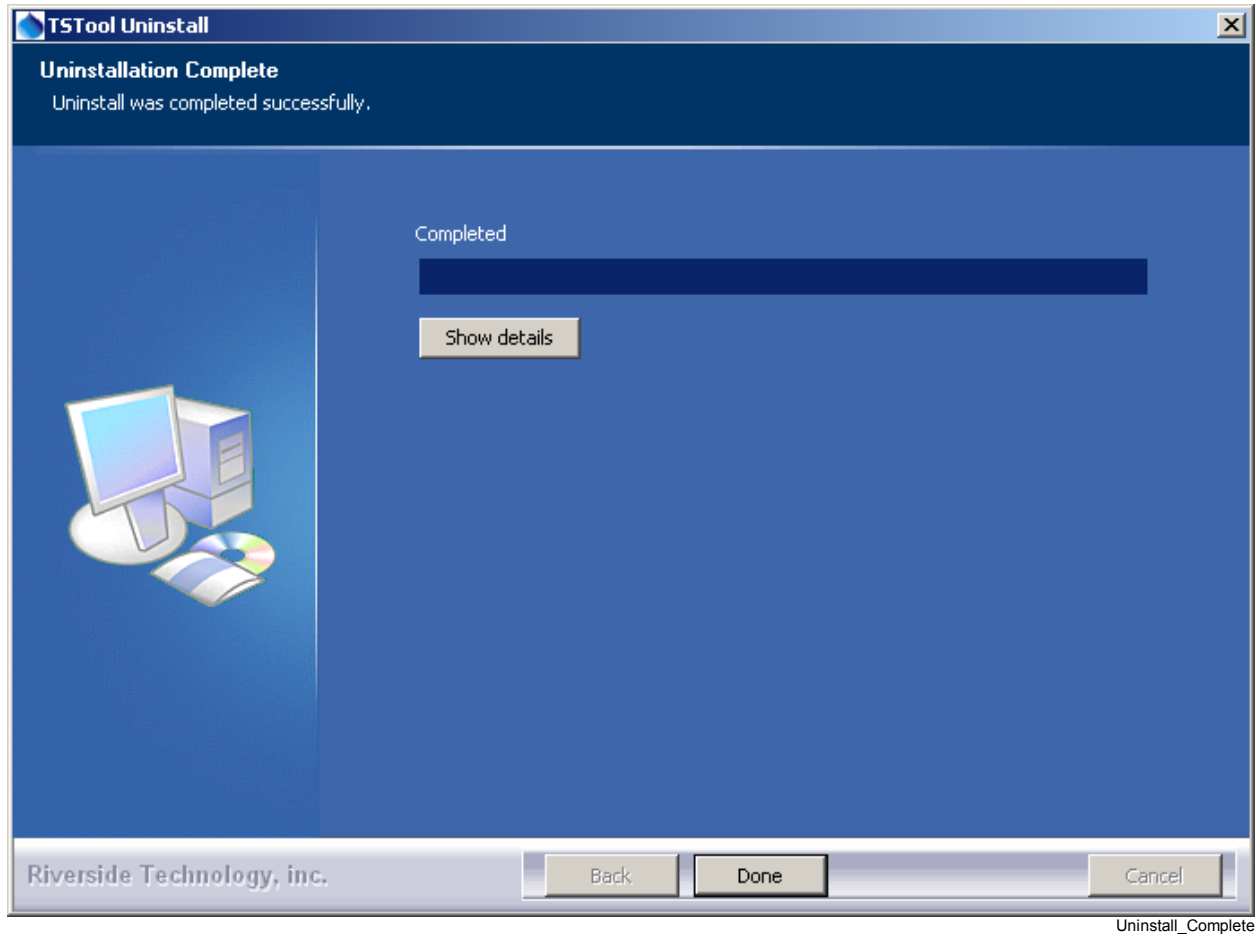 TSTool Uninstall
Uninstallation Complete
Uninstall was completed successfully.
Completed
Show details
Riverside Technology, inc.
Back
Done
Cancel
Uninstall_Complete